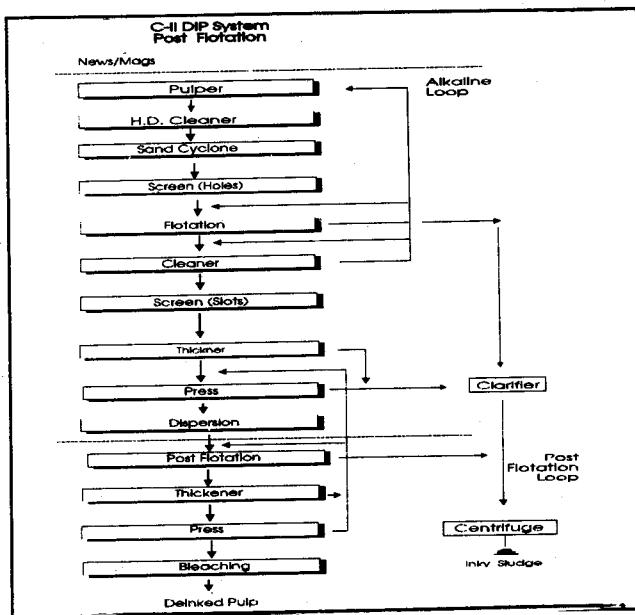 C-II DIP System
Post Flotation
News/Mags
Alkaline
Loop
Pulper
H.D. Cleaner
Sand Cyclone
Screen (Holes)
Flotation
Cleaner
Screen (Slots)
Thickner
Press
Clarifier
Dispersion
Post Flotation
Post
Flotation
Loop
Thickener
Press
Centrifuge
Bleaching
Inky Sludge
Deinked Pulp